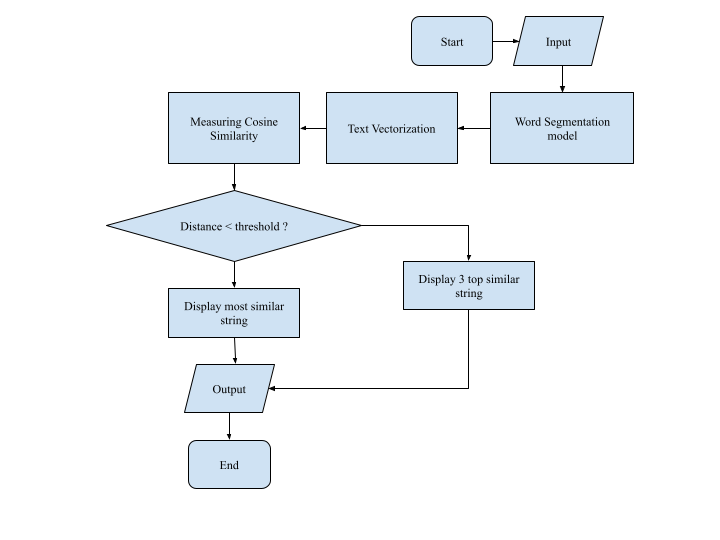 Start
Input
Word Segmentation
model
Text Vectorization
Measuring Cosine
Similarity
Distance < threshold ?
Display most similar
string
Display 3 top similar
string
Output
End